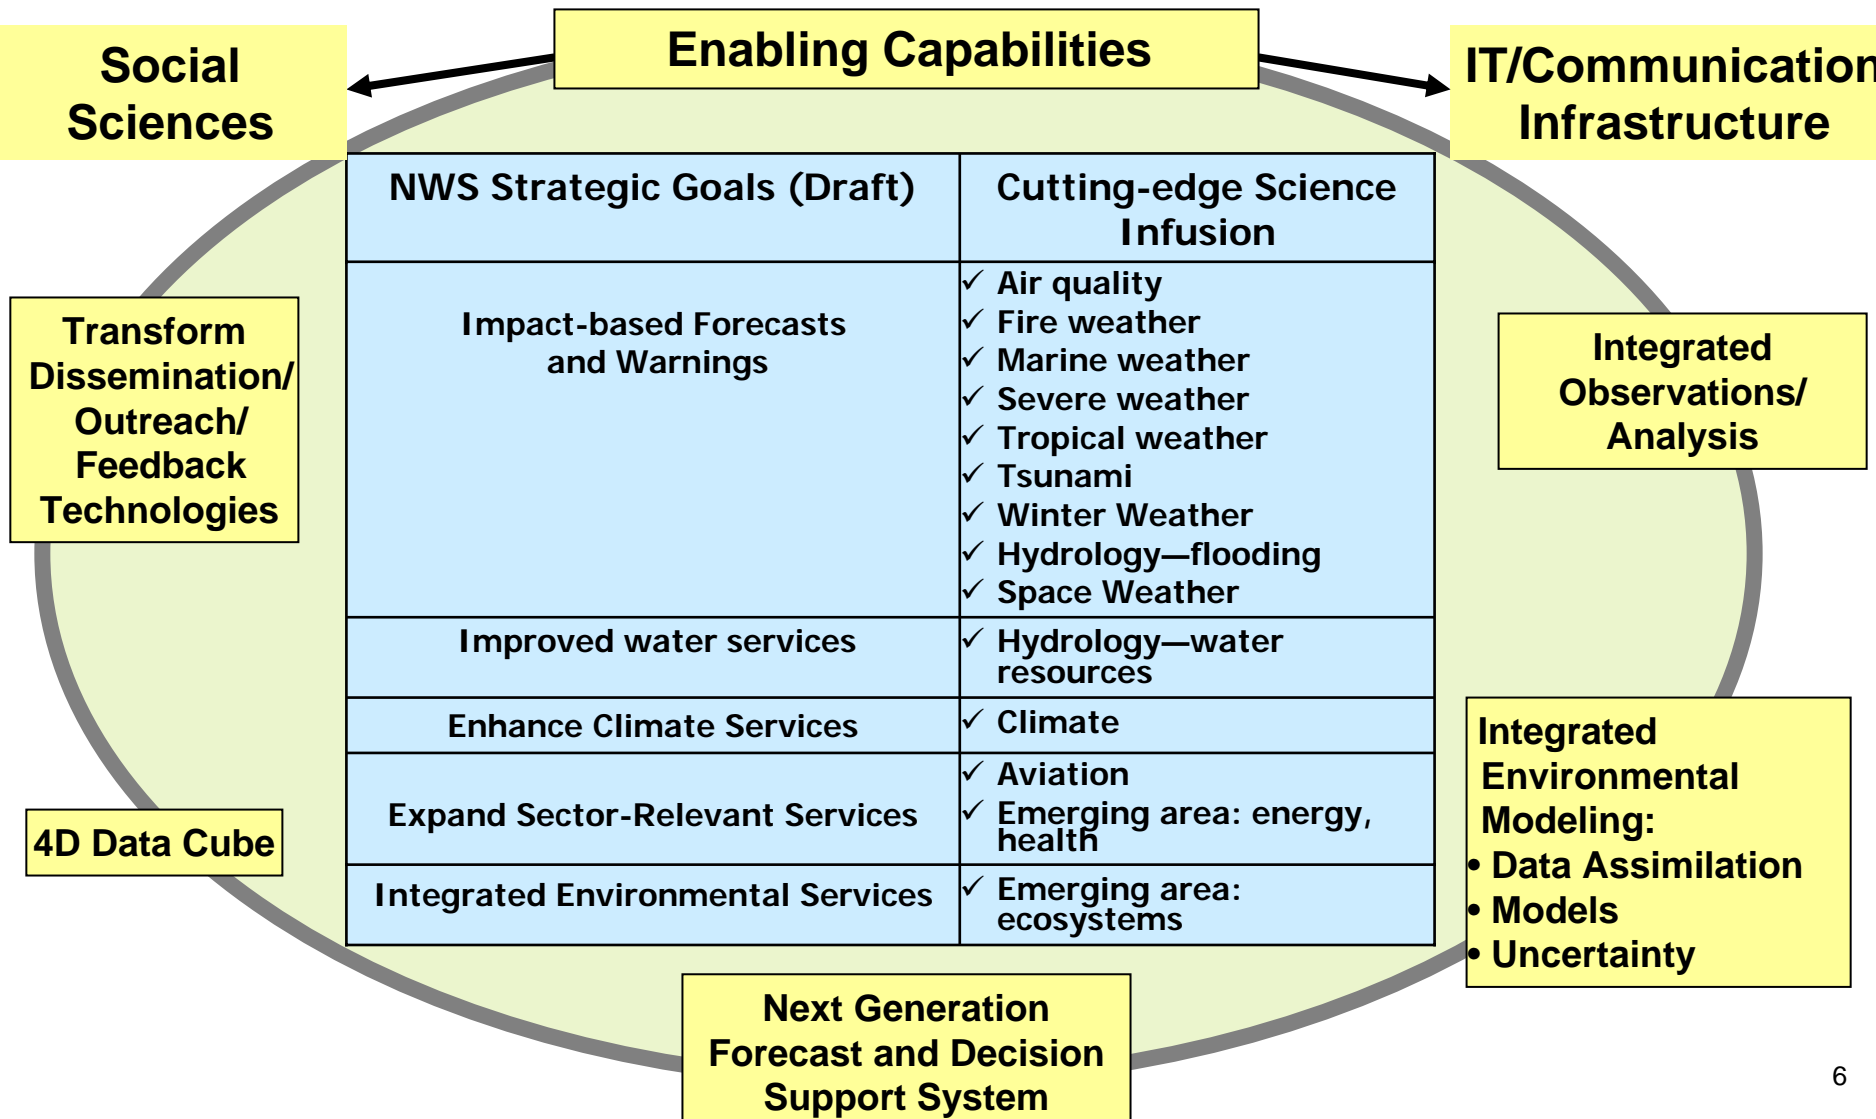 Enabling Capabilities
Social
Sciences
IT/Communication
Infrastructure
NWS Strategic Goals (Draft)
Cutting-edge Science
Infusion
Impact-based Forecasts
and Warnings
✓ Air quality
✓ Fire weather
✓ Marine weather
✓ Severe weather
✓ Tropical weather
✓ Tsunami
✓ Winter Weather
✓ Hydrology—flooding
✓ Space Weather
Improved water services
✓ Hydrology—water
resources
Enhance Climate Services
✓ Climate
Expand Sector-Relevant Services
✓ Aviation
✓ Emerging area: energy,
health
Integrated Environmental Services
✓ Emerging area:
ecosystems
Transform
Dissemination/
Outreach/
Feedback
Technologies
Integrated
Observations/
Analysis
4D Data Cube
Integrated
Environmental
Modeling:
• Data Assimilation
• Models
• Uncertainty
Next Generation
Forecast and Decision
Support System
6